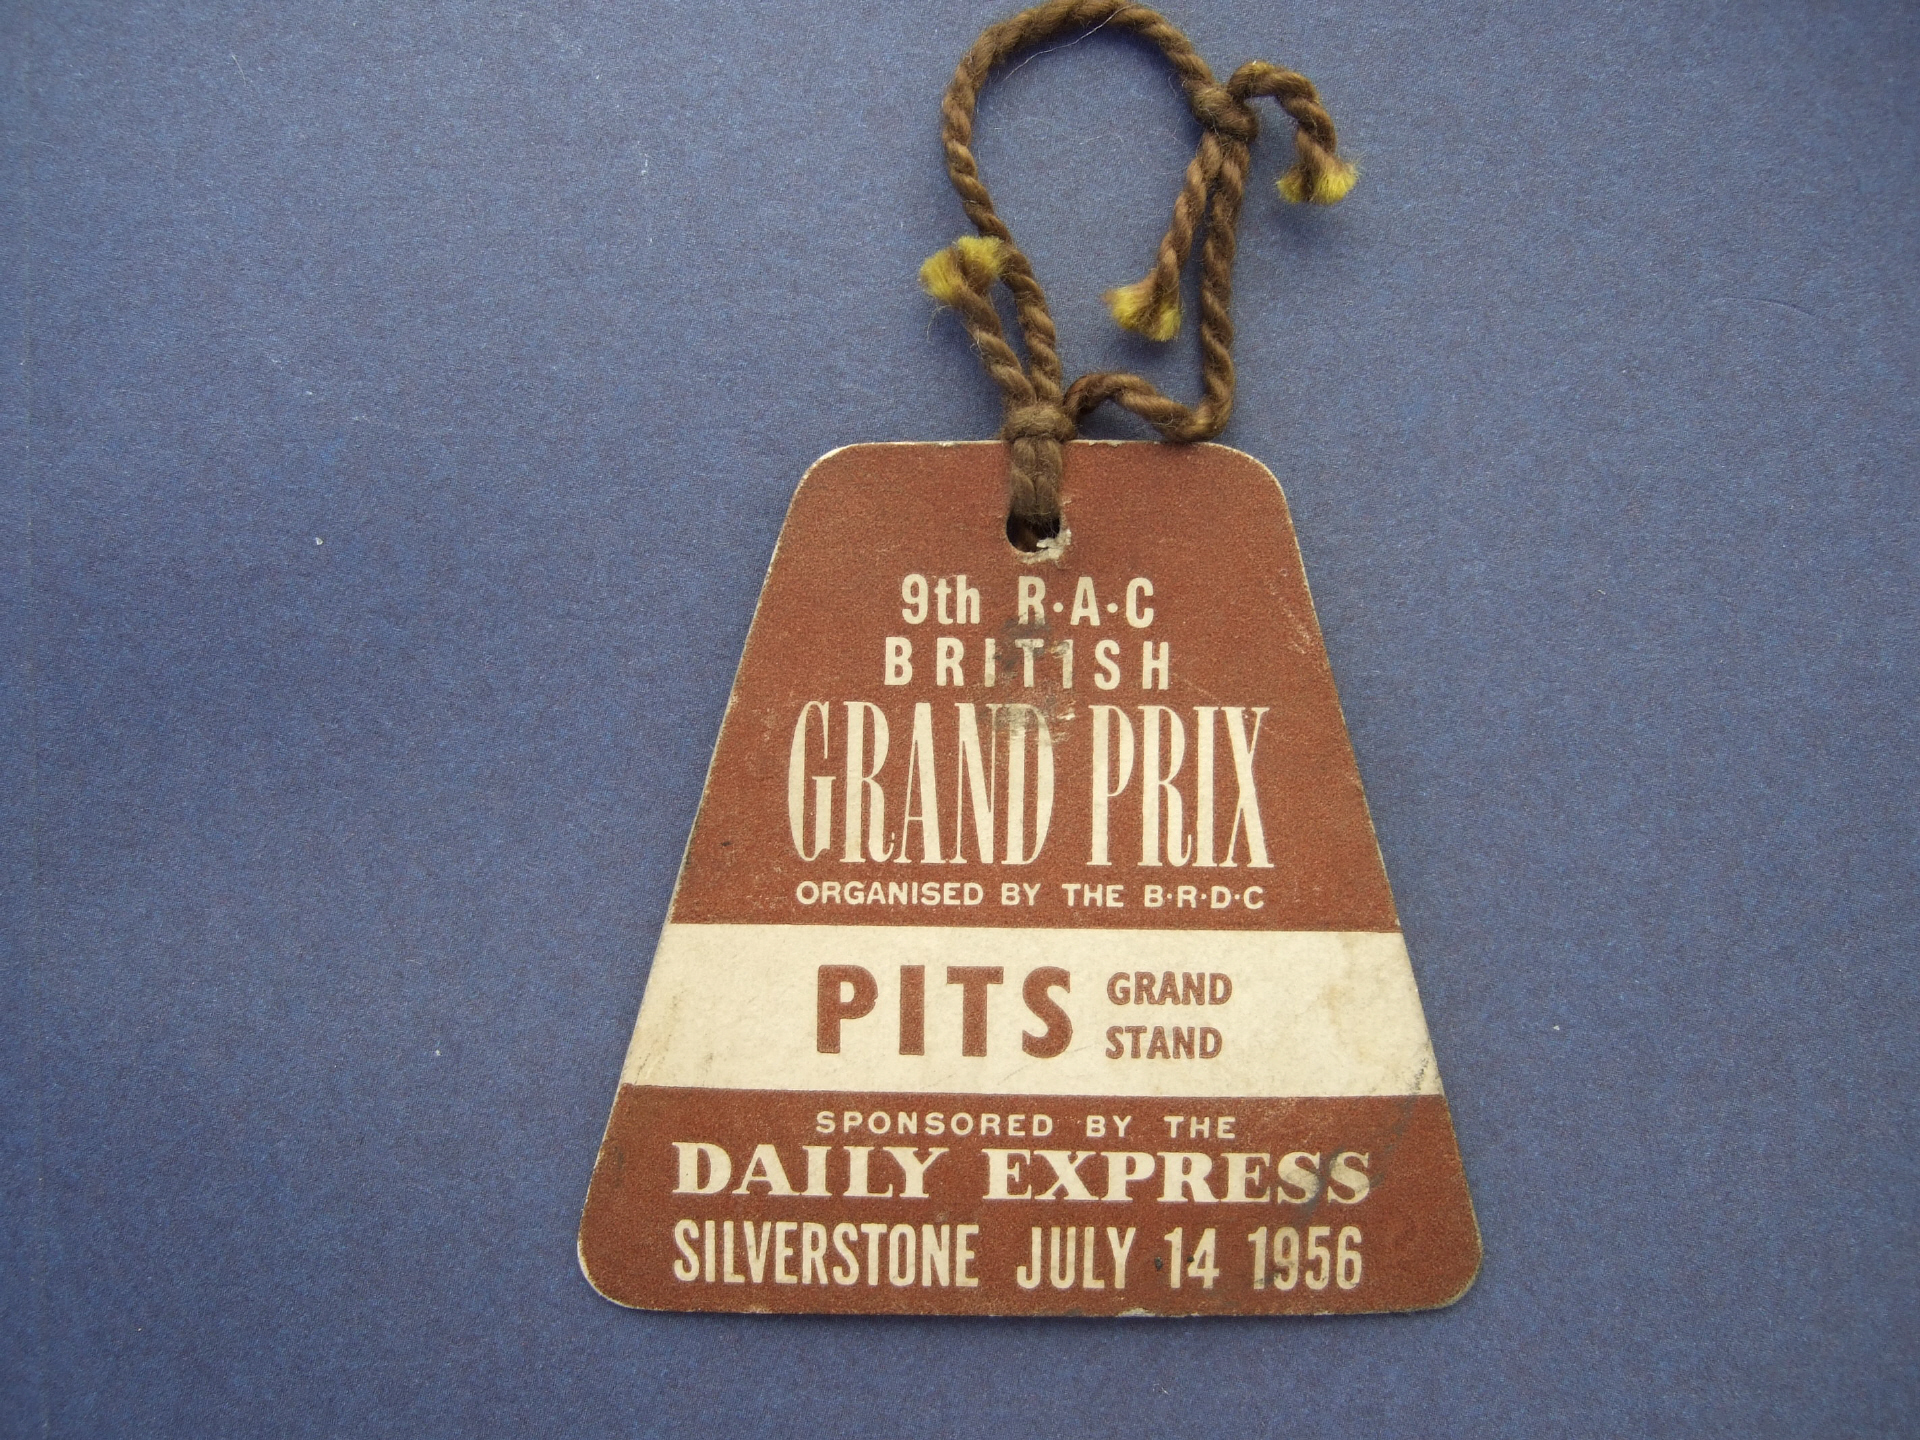 9th R·A·C
BRITISH
GRAND PRIX
ORGANISED BY THE B·R·D·C
PITS GRAND
STAND
SPONSORED BY THE
DAILY EXPRESS
SILVERSTONE JULY 14 1956